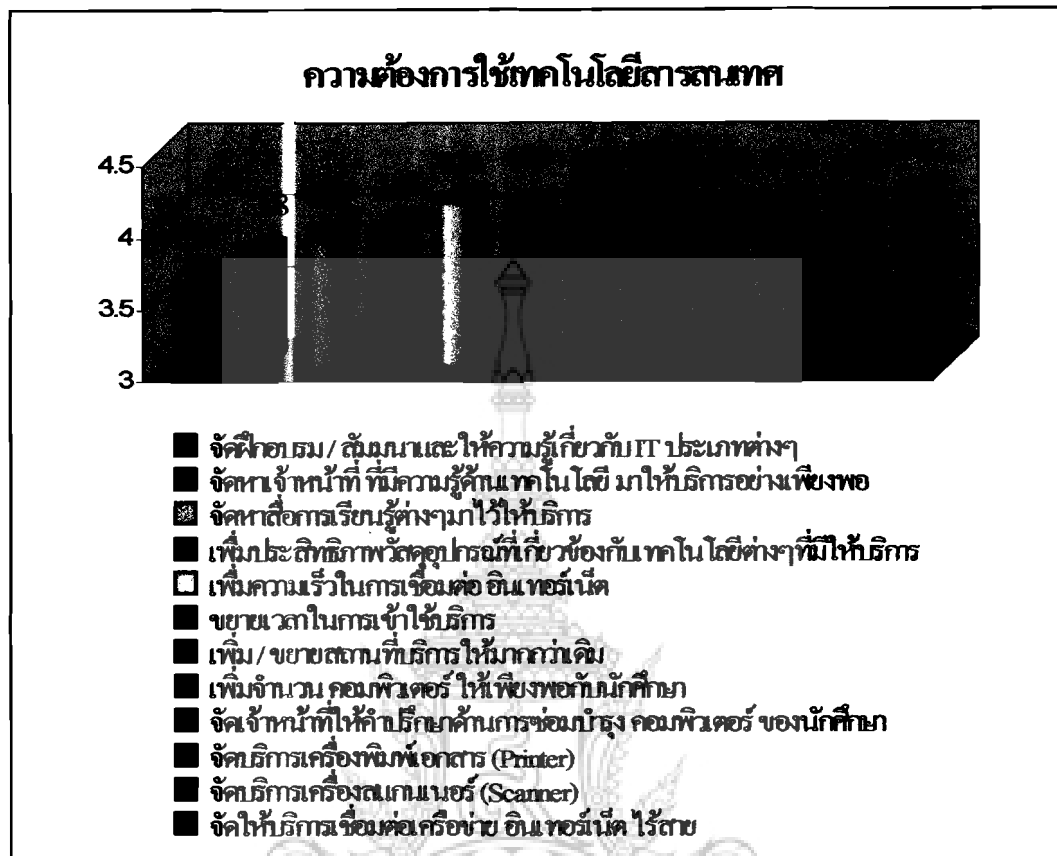 ความต้องการใช้เทคโนโลยีสารสนเทศ
4.5
4
3.5
3
8
จัดฝึกอบรม / สัมมนาและให้ความรู้เกี่ยวกับ IT ประเภทต่างๆ
จัดหาเจ้าหน้าที่ ที่มีความรู้ด้านเทคโนโลยี มาให้บริการอย่างเพียงพอ
จัดหาสื่อการเรียนรู้ต่างๆมาไว้ให้บริการ
เพิ่มประสิทธิภาพวัสดุอุปกรณ์ที่เกี่ยวข้องกับเทคโนโลยีต่างๆที่มีให้บริการ
เพิ่มความเร็วในการเชื่อมต่อ อินเทอร์เน็ต
ขยายเวลาในการเข้าใช้บริการ
เพิ่ม / ขยายสถานที่บริการให้มากกว่าเดิม
เพิ่มจำนวน คอมพิวเตอร์ ให้เพียงพอกับนักศึกษา
จัดเจ้าหน้าที่ให้คำปรึกษาด้านการซ่อมบำรุง คอมพิวเตอร์ ของนักศึกษา
จัดบริการเครื่องพิมพ์เอกสาร (Printer)
จัดบริการเครื่องสแกนเนอร์ (Scanner)
จัดให้บริการเชื่อมต่อเครือข่าย อินเทอร์เน็ต ไร้สาย